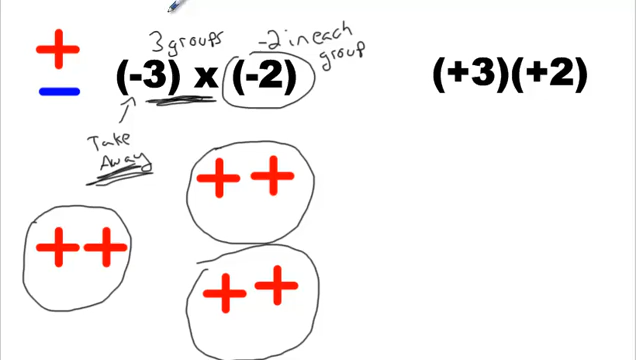 3 groups
-2 in each
group
+
−
(-3) x (-2)
(+3)(+2)
Take
Away
+ +
+ +
+ +